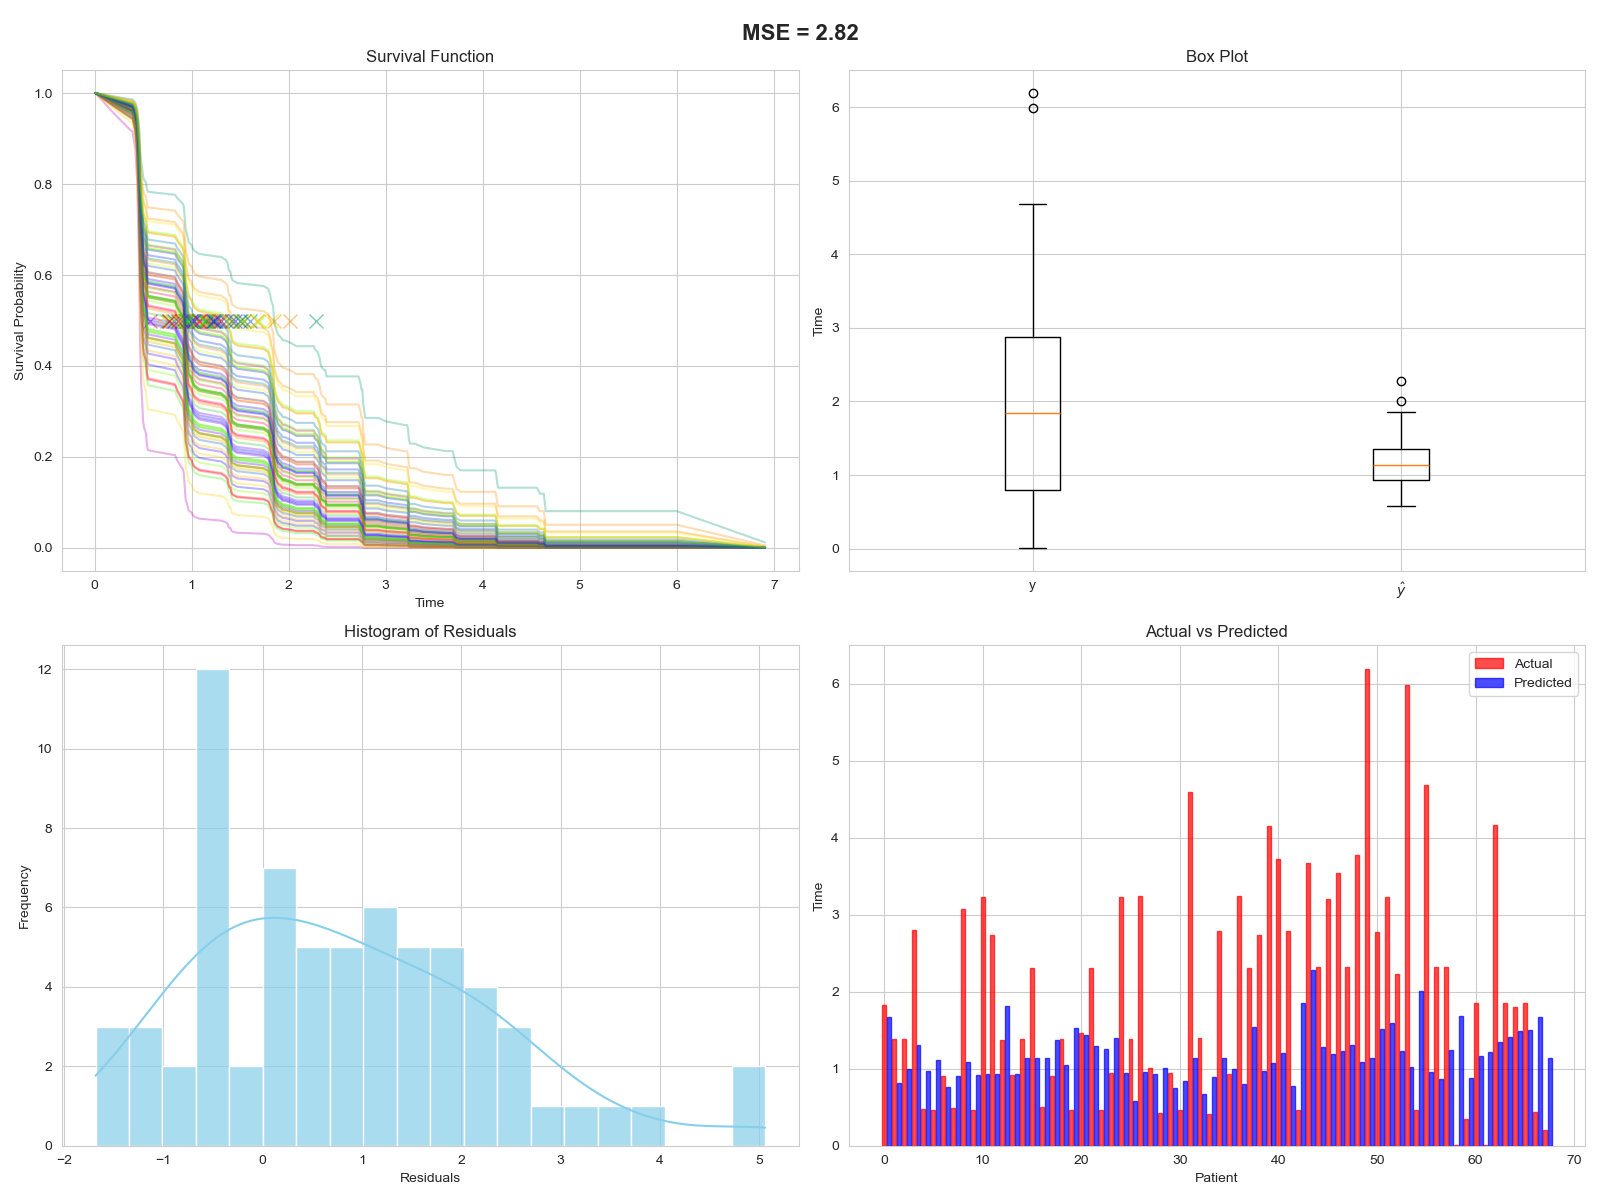 MSE = 2.82
Survival Function
Survival Probability
1.0
0.8
0.6
0.4
0.2
0.0
0 1 2 3 4 5 6 7
Time
Box Plot
Time
6
5
4
3
2
1
0
y ŷ
Histogram of Residuals
Frequency
12
10
8
6
4
2
0
−2 −1 0 1 2 3 4 5
Residuals
Actual vs Predicted
Actual
Predicted
Time
6
5
4
3
2
1
0
0 10 20 30 40 50 60 70
Patient